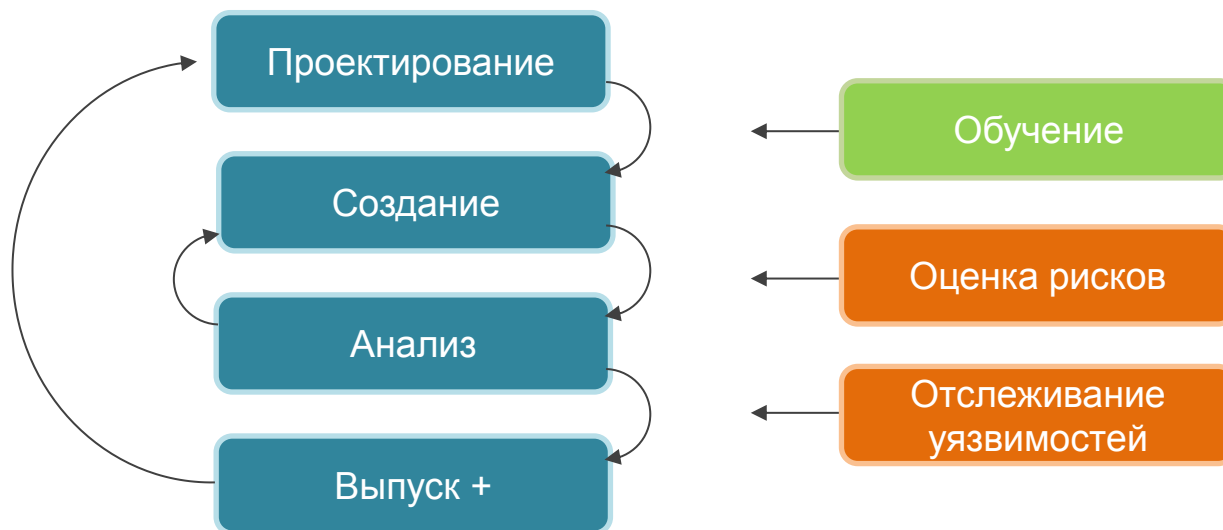 Проектирование
Создание
Анализ
Выпуск +
Обучение
Оценка рисков
Отслеживание
уязвимостей